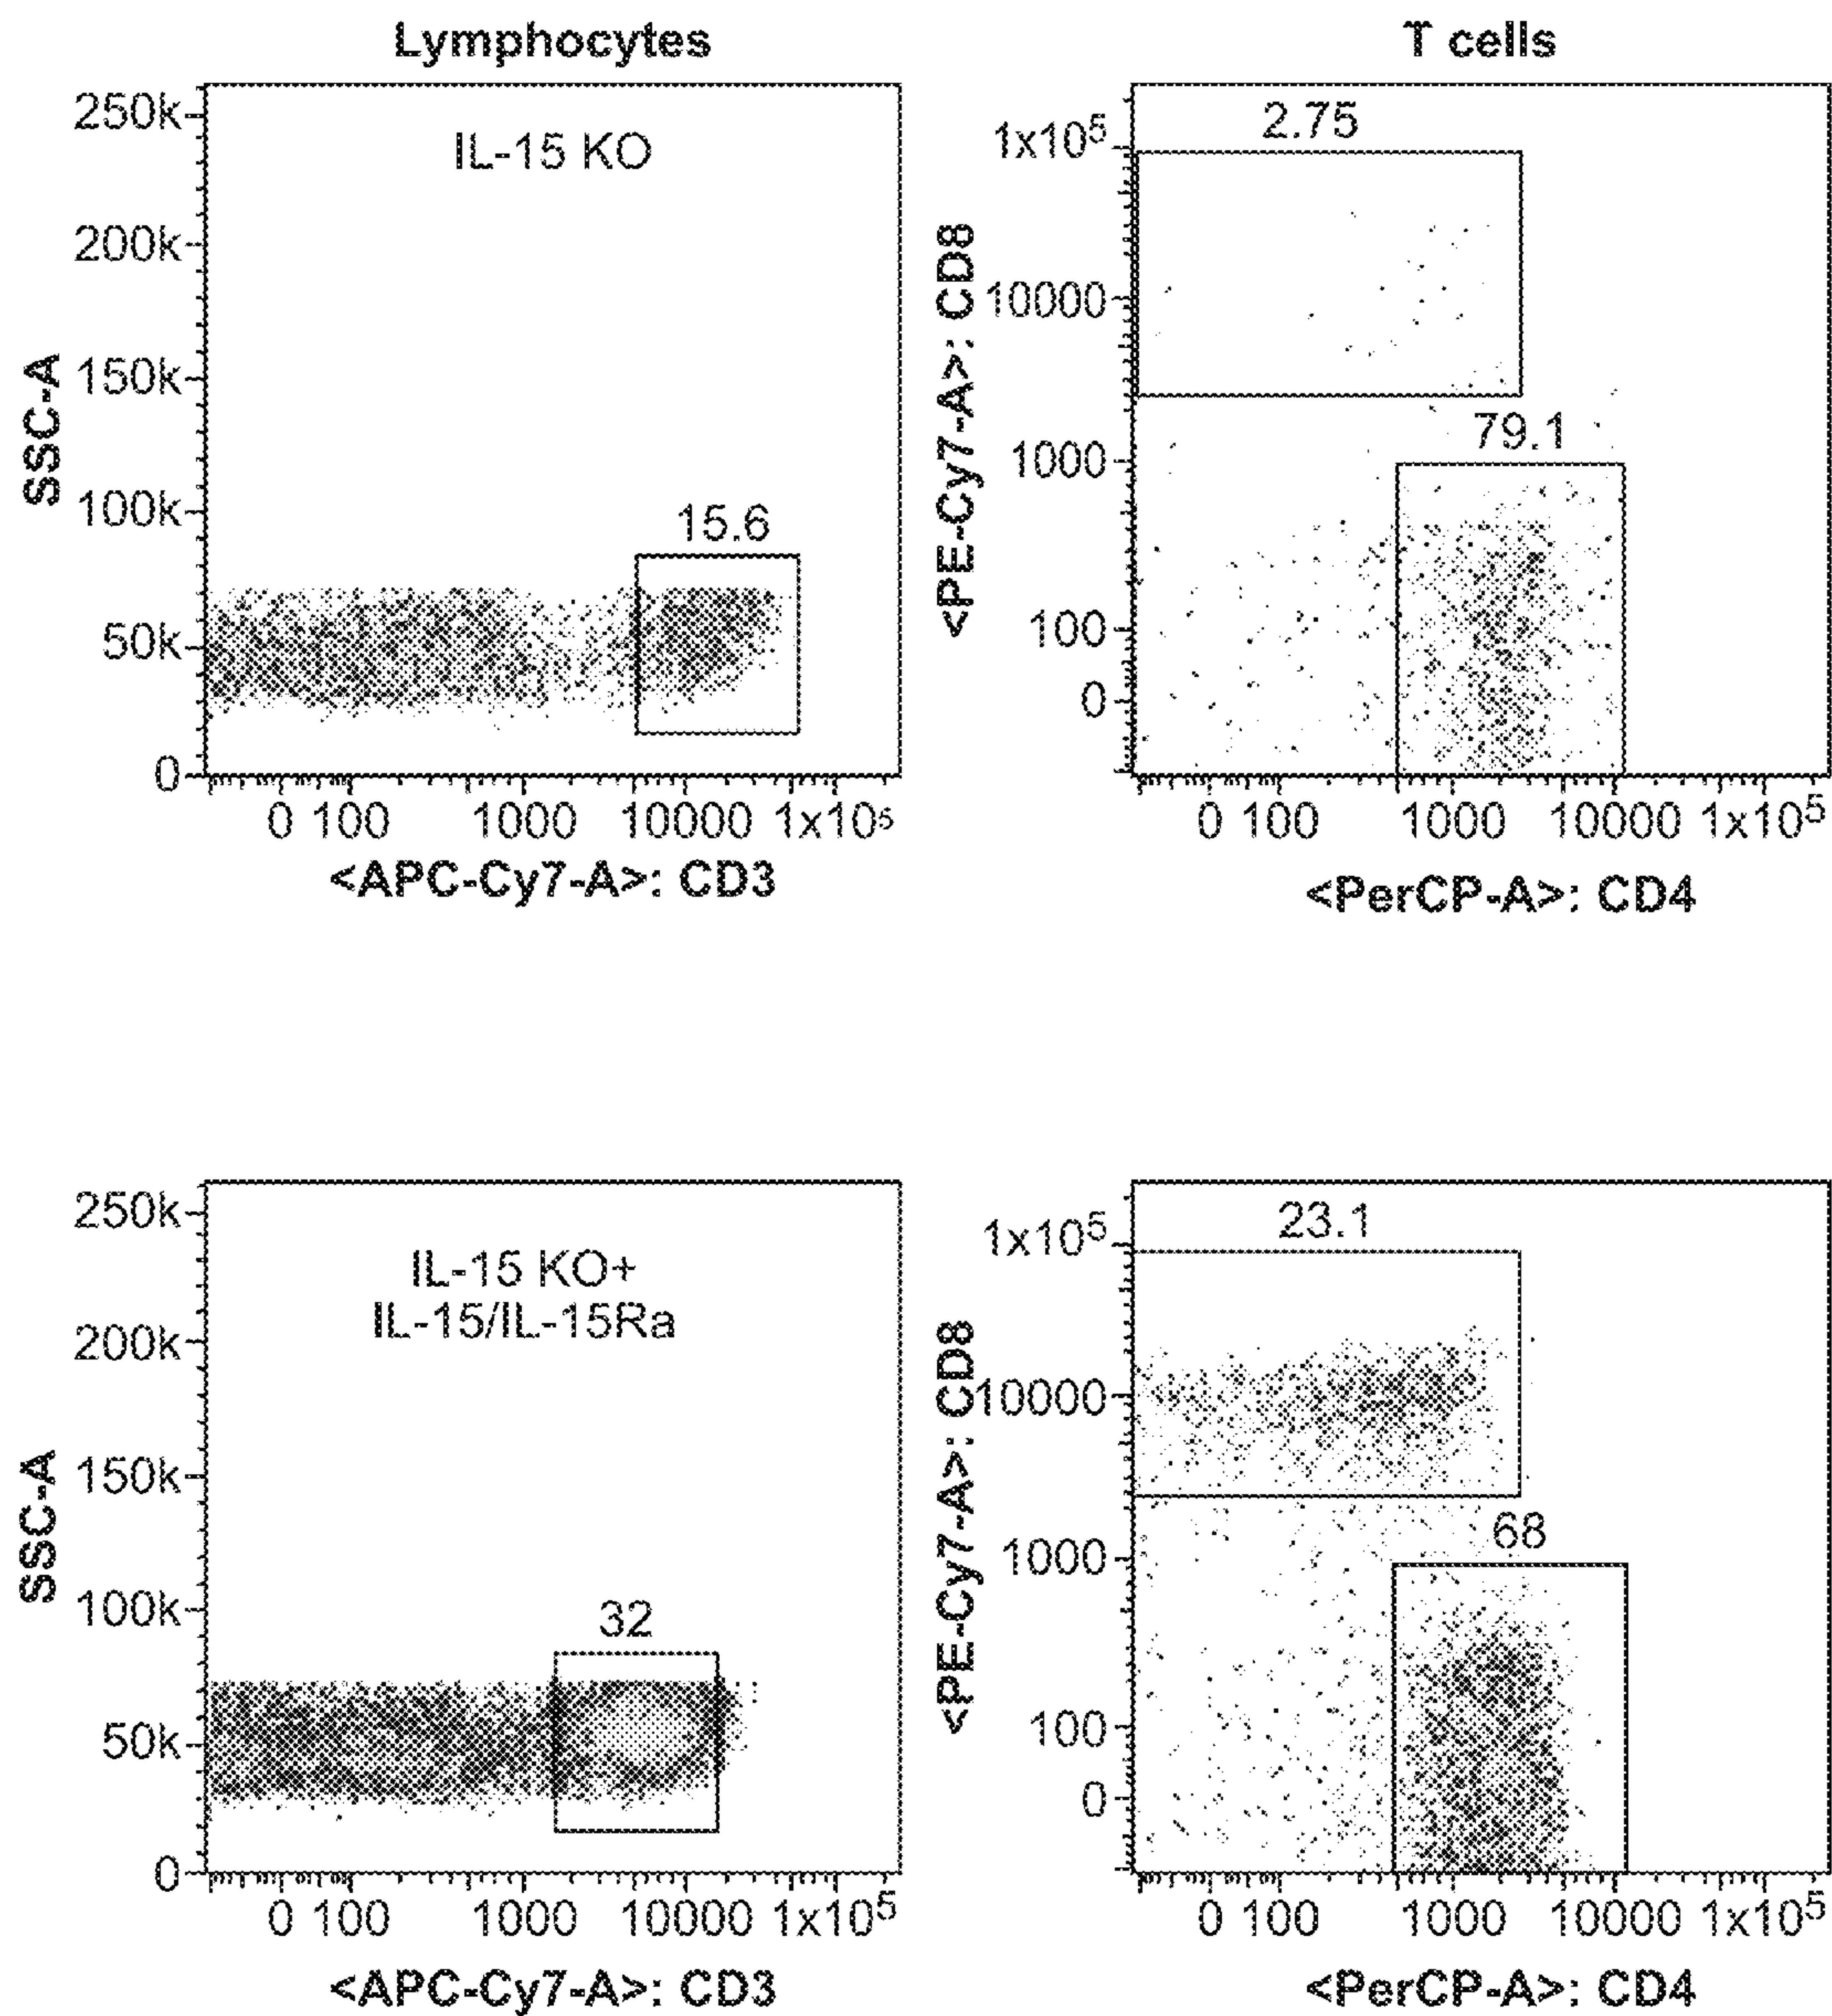 Lymphocytes
T cells
250k
200k
150k
100k
50k
0
SSC-A
IL-15 KO
15.6
0 100 1000 10000 1x10⁵
<APC-Cy7-A>: CD3
1x10⁵
10000
1000
100
0
<PE-Cy7-A>: CD8
2.75
79.1
0 100 1000 10000 1x10⁵
<PerCP-A>: CD4
250k
200k
150k
100k
50k
0
SSC-A
IL-15 KO+
IL-15/IL-15Ra
32
0 100 1000 10000 1x10⁵
<APC-Cy7-A>: CD3
1x10⁵
10000
1000
100
0
<PE-Cy7-A>: CD8
23.1
68
0 100 1000 10000 1x10⁵
<PerCP-A>: CD4